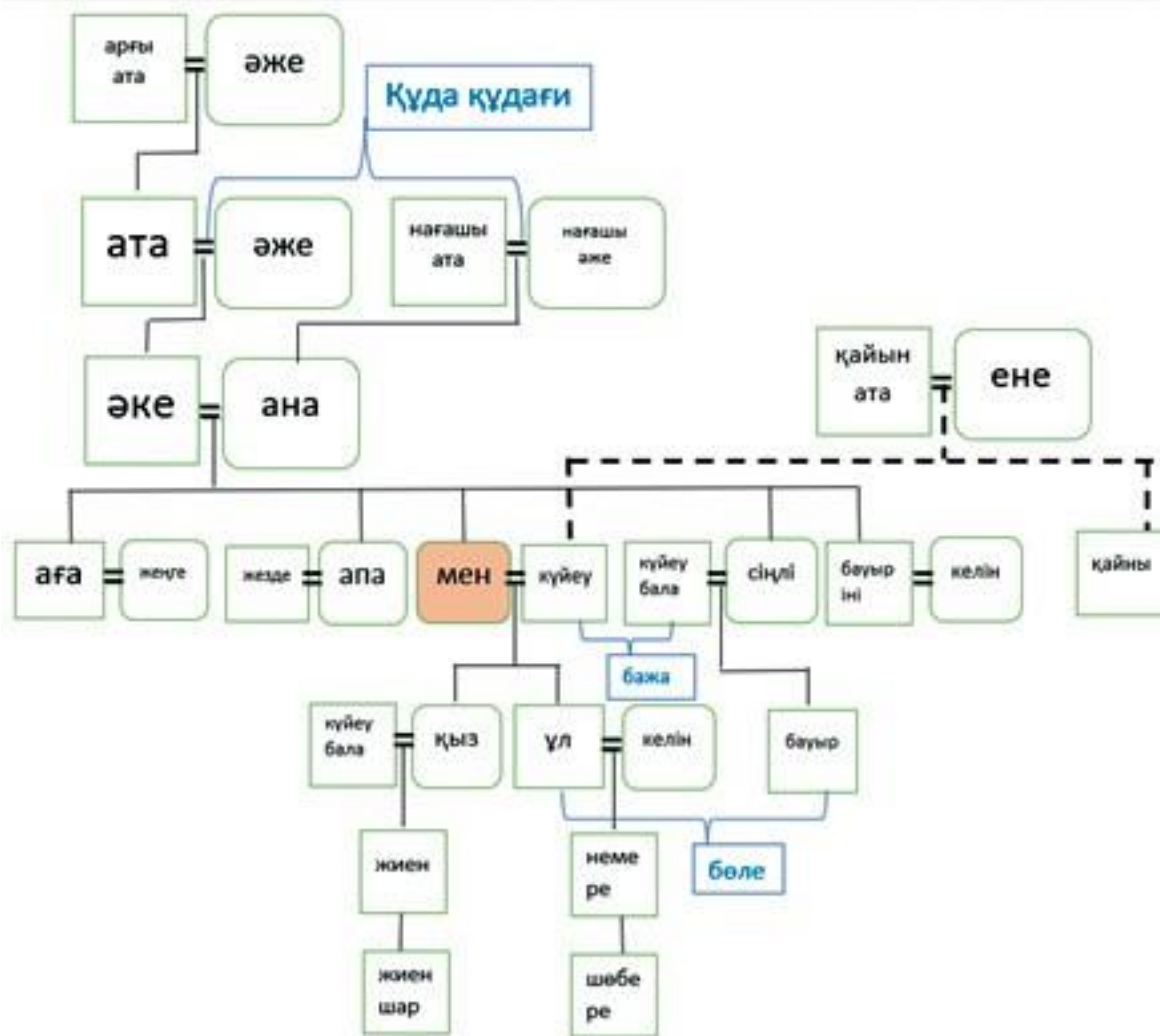 арғы
ата
әже
Құда құдағи
ата
әже
нағашы
ата
нағашы
әже
әке
ана
қайын
ата
ене
аға
жеңге
жезде
апа
мен
күйеу
күйеу
бала
сіңлі
бауыр
іні
келін
қайны
бажа
күйеу
бала
қыз
ұл
келін
бауыр
жиен
неме
ре
бөле
жиен
шар
шөбе
ре